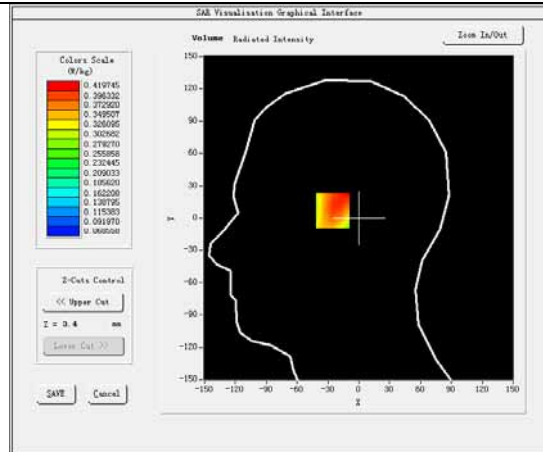 SAR Visualisation Graphical Interface
Volume Radiated Intensity
Zoom In/Out
Colors Scale
(W/kg)
0.419745
0.396332
0.372920
0.349507
0.326095
0.302682
0.279270
0.255858
0.232445
0.209033
0.185620
0.162208
0.138795
0.115383
0.091970
0.068558
Z-Cuts Control
<< Upper Cut
Z = 3.4 mm
Lower Cut >>
SAVE Cancel
150
120
90
60
30
0
-30
-60
-90
-120
-150
Y
-150 -120 -90 -60 -30 0 30 60 90 120 150
X